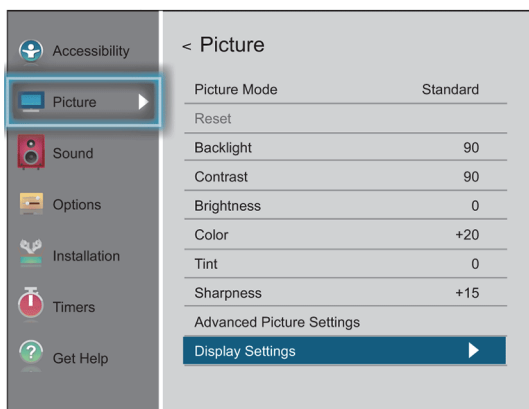 Accessibility
Picture
Sound
Options
Installation
Timers
Get Help
< Picture
Picture Mode Standard
Reset
Backlight 90
Contrast 90
Brightness 0
Color +20
Tint 0
Sharpness +15
Advanced Picture Settings
Display Settings